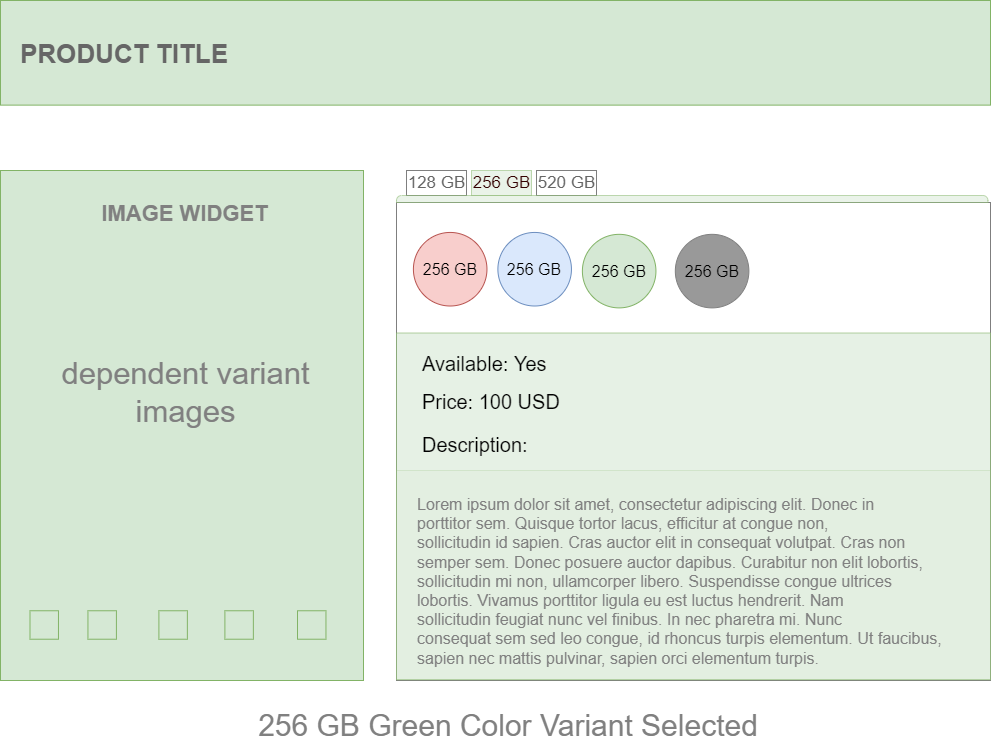 PRODUCT TITLE
IMAGE WIDGET
dependent variant
images
128 GB 256 GB 520 GB
256 GB 256 GB 256 GB 256 GB
Available: Yes
Price: 100 USD
Description:
Lorem ipsum dolor sit amet, consectetur adipiscing elit. Donec in
porttitor sem. Quisque tortor lacus, efficitur at congue non,
sollicitudin id sapien. Cras auctor elit in consequat volutpat. Cras non
semper sem. Donec posuere auctor dapibus. Curabitur non elit lobortis,
sollicitudin mi non, ullamcorper libero. Suspendisse congue ultrices
lobortis. Vivamus porttitor ligula eu est luctus hendrerit. Nam
sollicitudin feugiat nunc vel finibus. In nec pharetra mi. Nunc
consequat sem sed leo congue, id rhoncus turpis elementum. Ut faucibus,
sapien nec mattis pulvinar, sapien orci elementum turpis.
256 GB Green Color Variant Selected